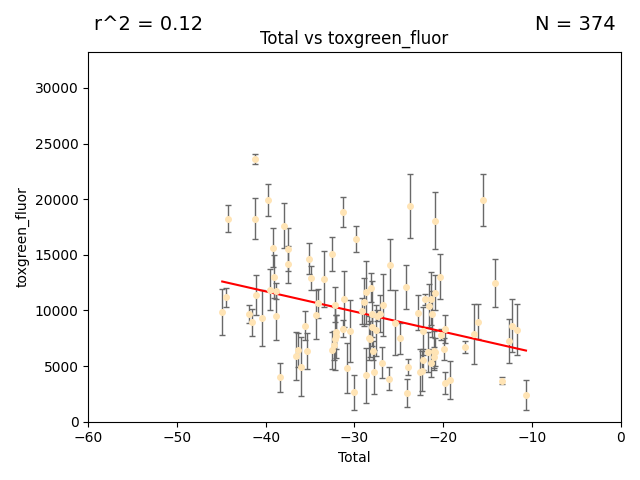 r^2 = 0.12 N = 374
Total vs toxgreen_fluor
30000
25000
20000
15000
10000
5000
0
toxgreen_fluor
−60 −50 −40 −30 −20 −10 0
Total